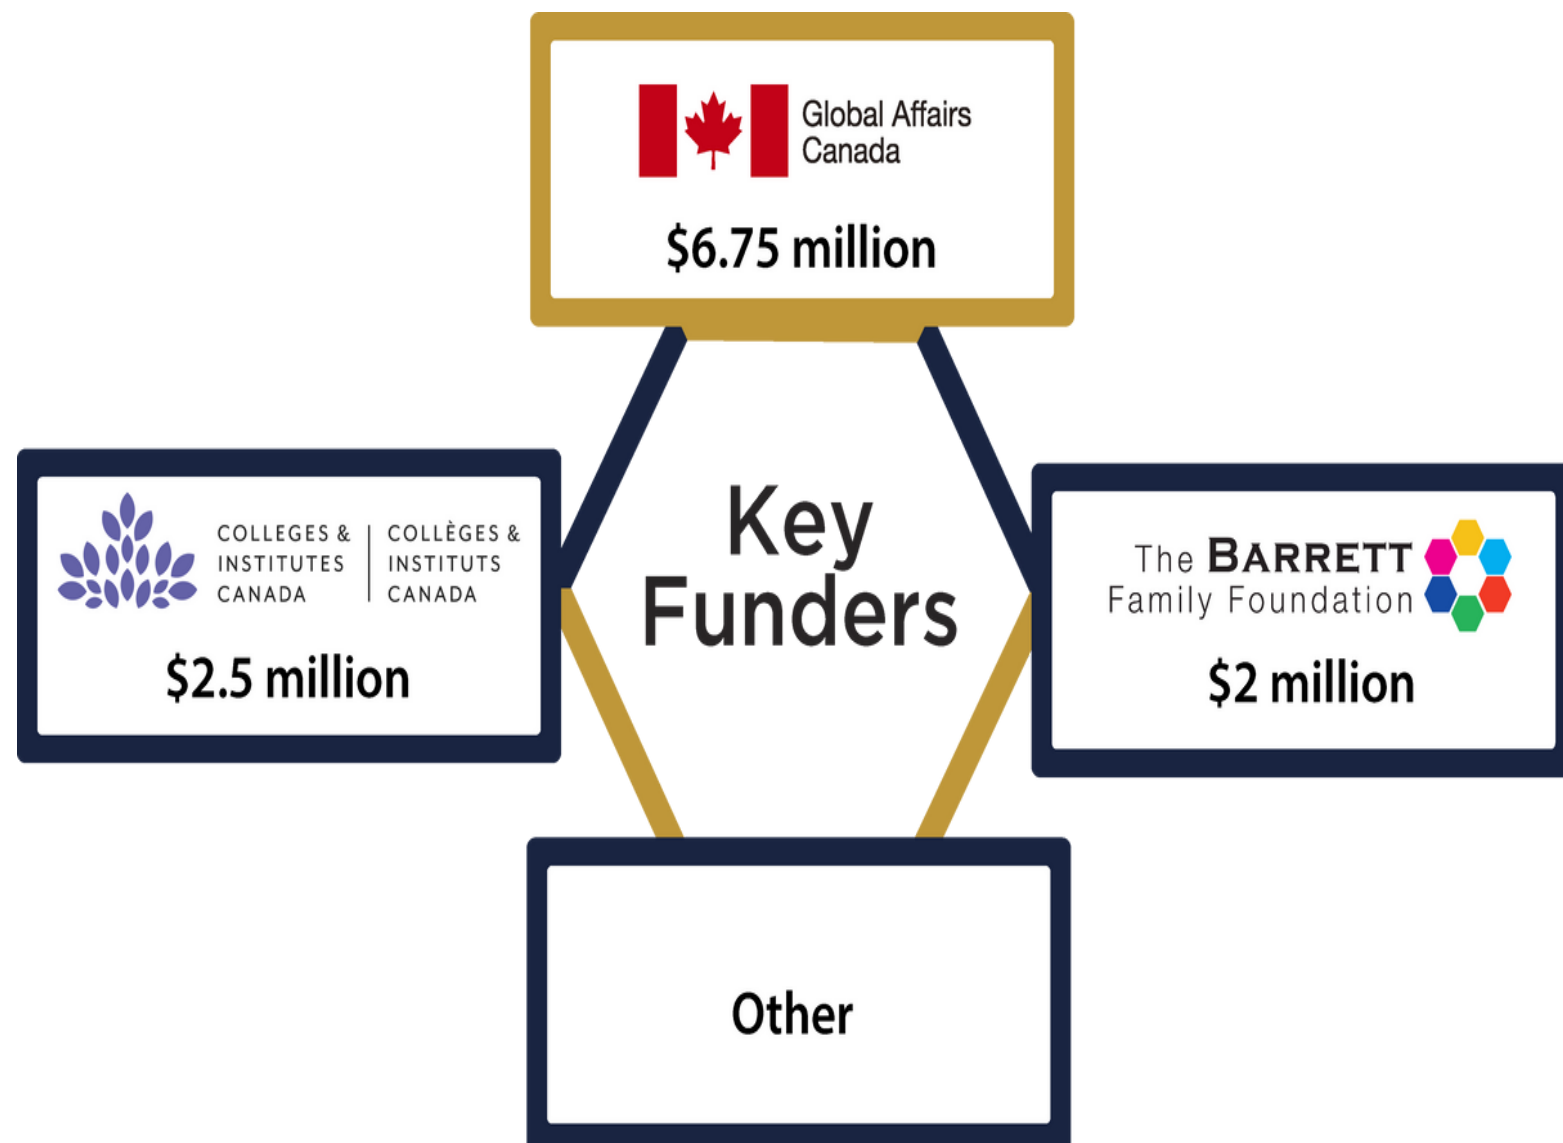 Global Affairs
Canada
$6.75 million
COLLEGES &
INSTITUTES
CANADA
COLLÈGES &
INSTITUTS
CANADA
$2.5 million
Key
Funders
The BARRETT
Family Foundation
$2 million
Other